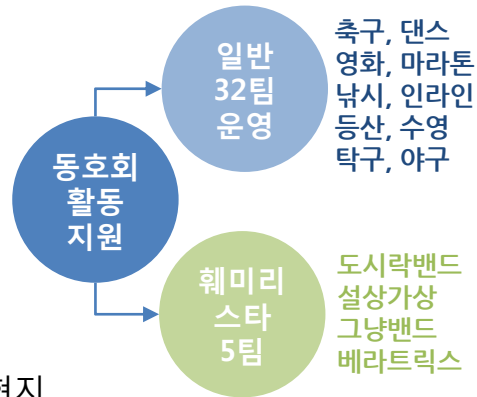 일반
32팀
운영
축구, 댄스
영화, 마라톤
낚시, 인라인
등산, 수영
탁구, 야구
동호회
활동
지원
훼미리
스타
5팀
도시락밴드
설상가상
그냥밴드
베라트릭스